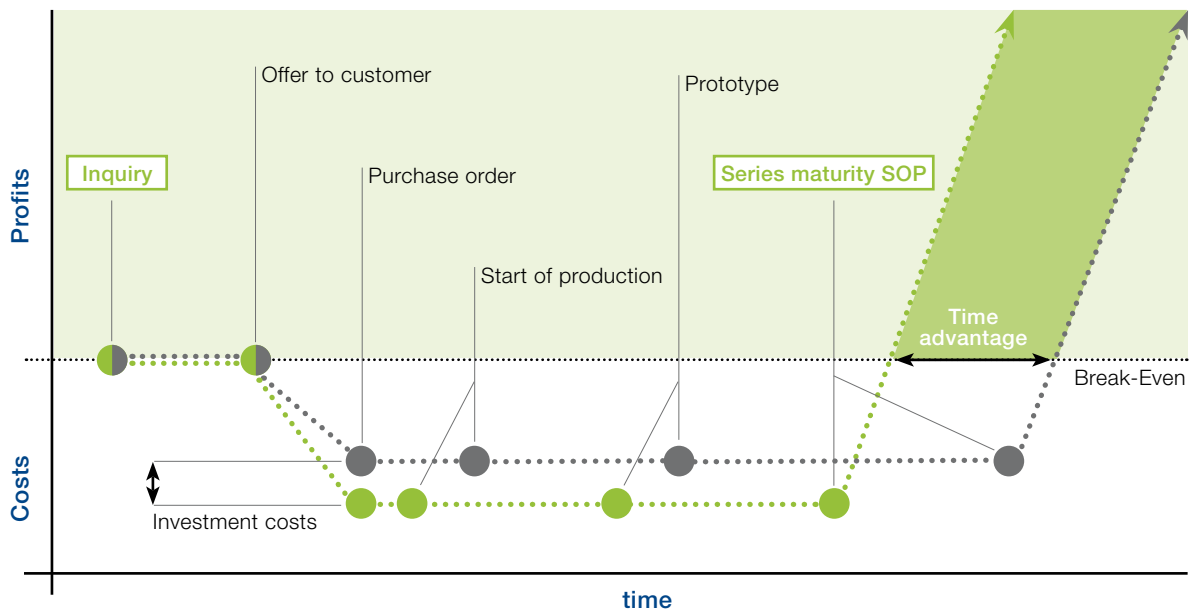 Offer to customer
Prototype
Inquiry
Purchase order
Series maturity SOP
Profits
Start of production
Time
advantage
Break-Even
Costs
Investment costs
time